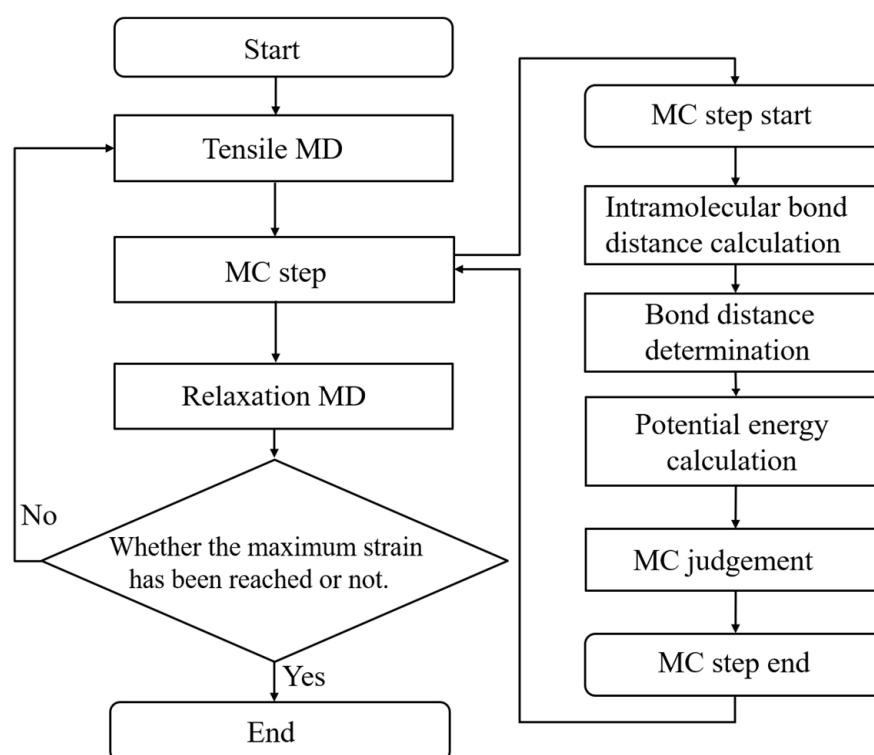 Start
Tensile MD
MC step
Relaxation MD
No
Whether the maximum strain
has been reached or not.
Yes
End
MC step start
Intramolecular bond
distance calculation
Bond distance
determination
Potential energy
calculation
MC judgement
MC step end